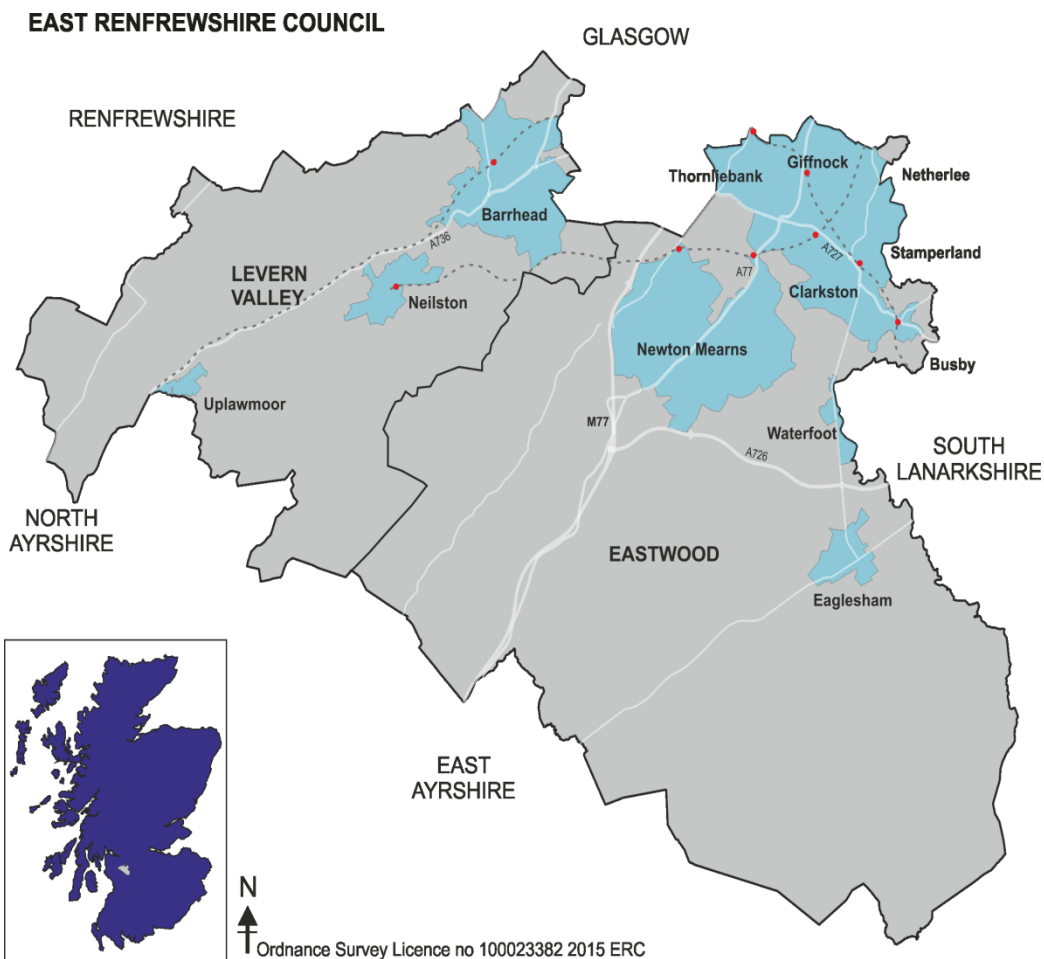 EAST RENFREWSHIRE COUNCIL
GLASGOW
RENFREWSHIRE
Giffnock
Thornliebank
Netherlee
Barrhead
A736
Stamperland
A727
A77
LEVERN
VALLEY
Clarkston
Neilston
Newton Mearns
Busby
Uplawmoor
M77
Waterfoot
A726
SOUTH
LANARKSHIRE
NORTH
AYRSHIRE
EASTWOOD
Eaglesham
EAST
AYRSHIRE
N
Ordnance Survey Licence no 100023382 2015 ERC